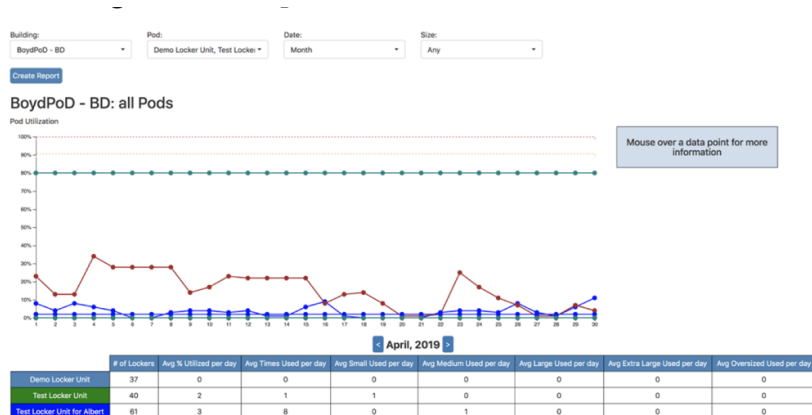 Building:
Pod:
Date:
Size:
BoydPoD - BD
Demo Locker Unit, Test Locker
Month
Any
Create Report
BoydPoD - BD: all Pods
Pod Utilization
100%
90%
80%
70%
60%
50%
40%
30%
20%
10%
0%
1 2 3 4 5 6 7 8 9 10 11 12 13 14 15 16 17 18 19 20 21 22 23 24 25 26 27 28 29 30
Mouse over a data point for more
information
< April, 2019 >
# of Lockers Avg % Utilized per day Avg Times Used per day Avg Small Used per day Avg Medium Used per day Avg Large Used per day Avg Extra Large Used per day Avg Oversized Used per day
Demo Locker Unit 37 0 0 0 0 0 0 0
Test Locker Unit 40 2 1 1 0 0 0 0
Test Locker Unit for Albert 61 3 8 0 1 0 0 0